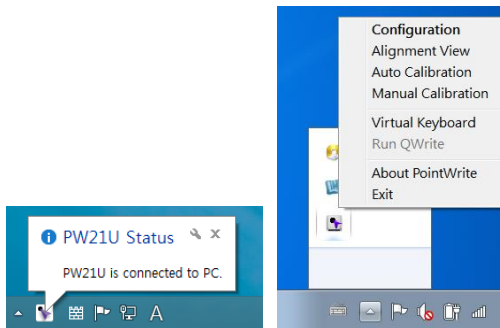 PW21U Status
PW21U is connected to PC.
A
Configuration
Alignment View
Auto Calibration
Manual Calibration
Virtual Keyboard
Run QWrite
About PointWrite
Exit